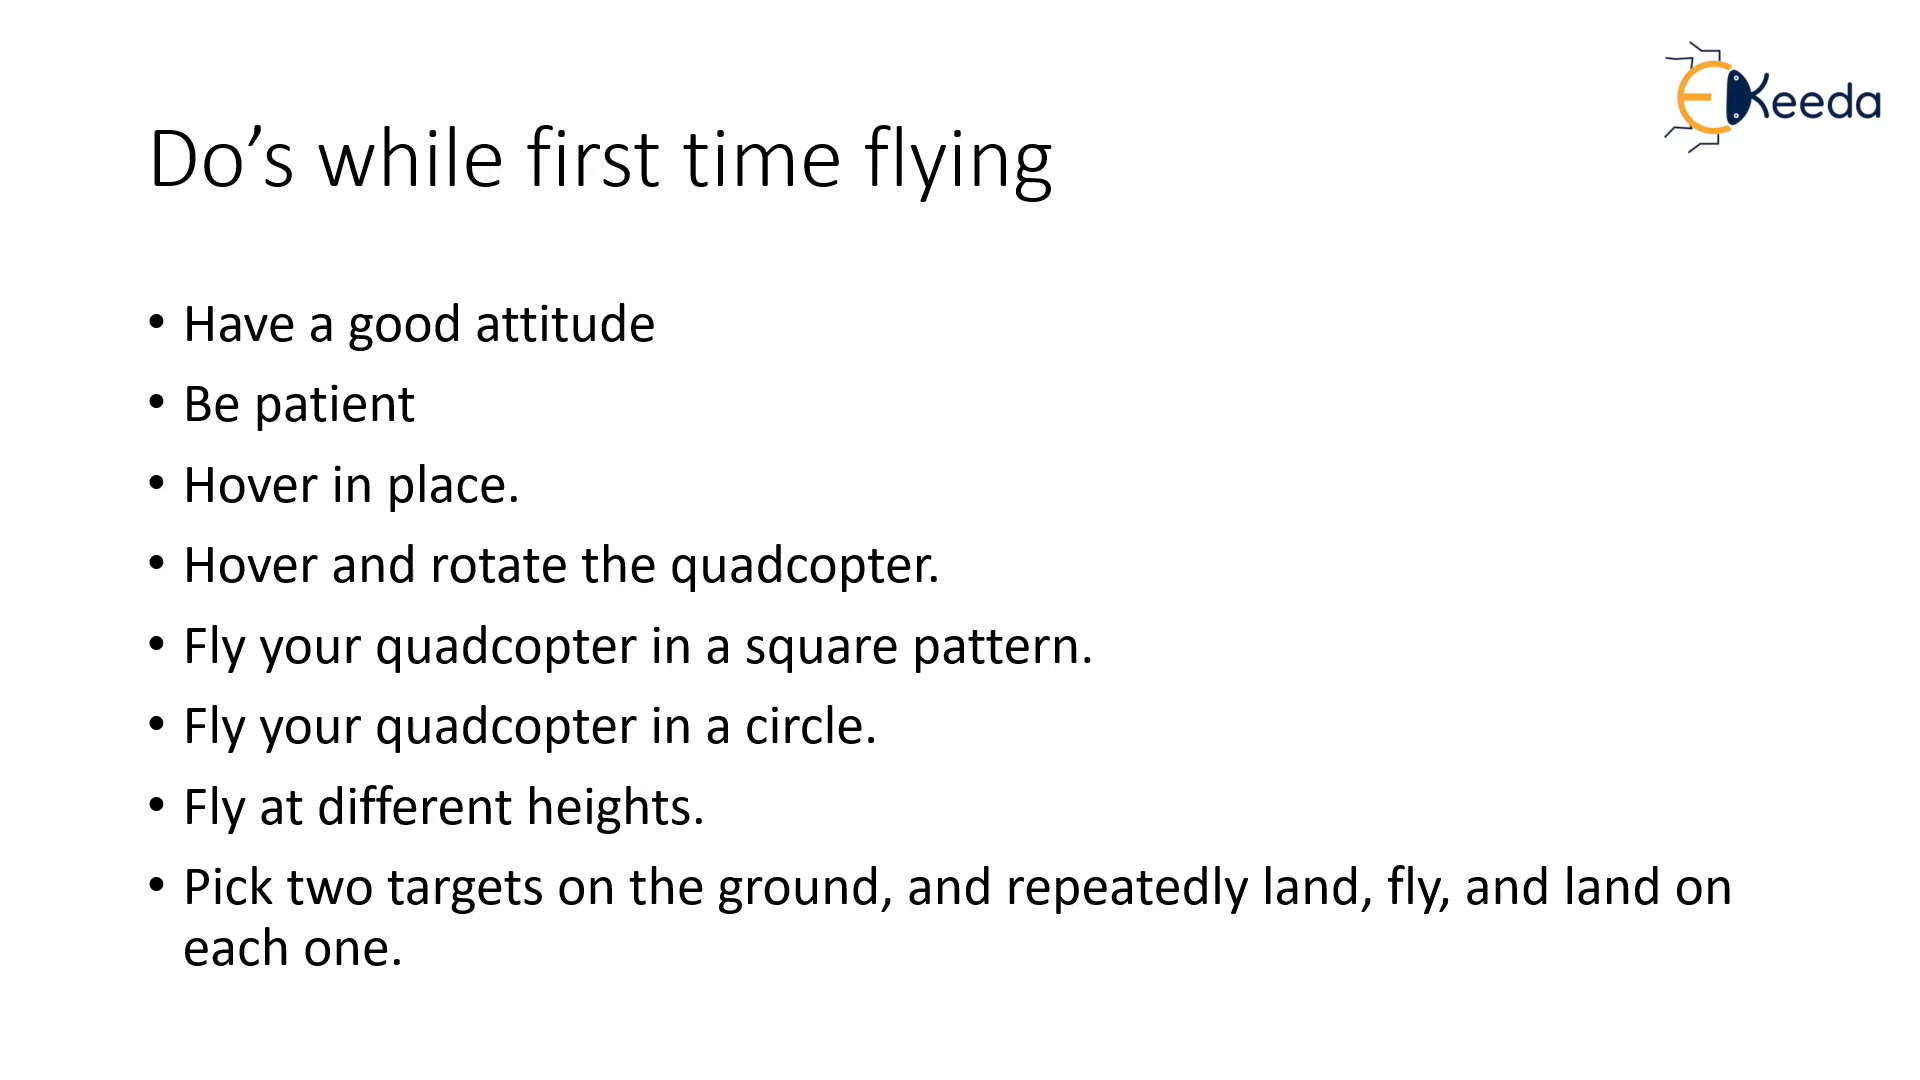 EKeeda
Do’s while first time flying
• Have a good attitude
• Be patient
• Hover in place.
• Hover and rotate the quadcopter.
• Fly your quadcopter in a square pattern.
• Fly your quadcopter in a circle.
• Fly at different heights.
• Pick two targets on the ground, and repeatedly land, fly, and land on
each one.